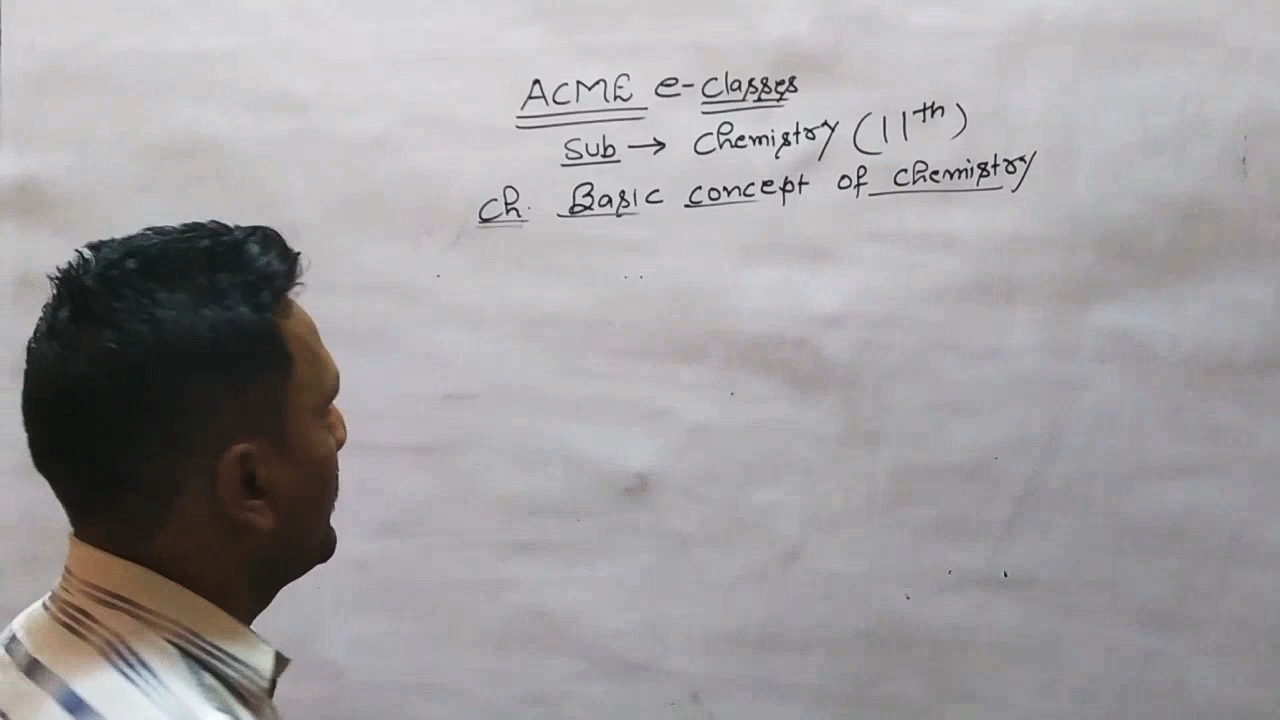 ACME e-classes
Sub → Chemistry (11th)
Ch. Basic concept of chemistry